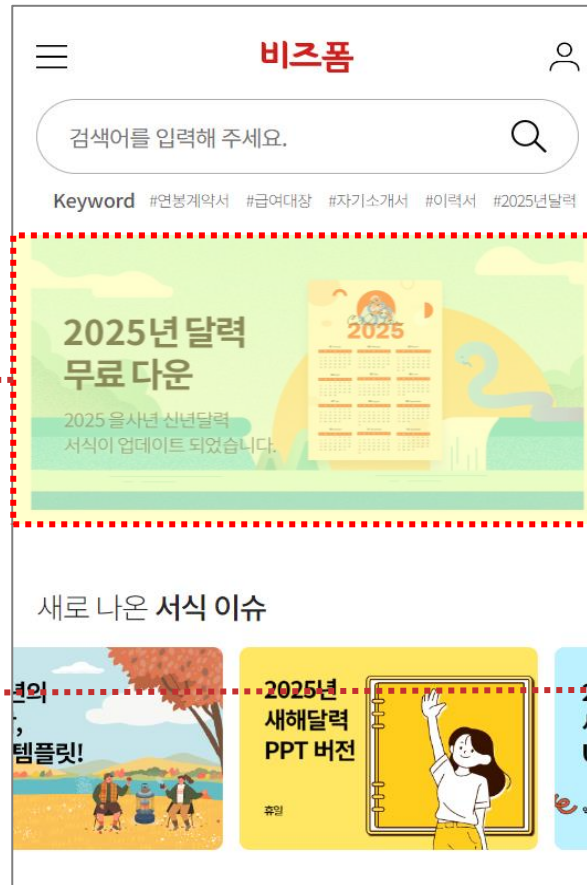 비즈폼
검색어를 입력해 주세요.
Keyword #연봉계약서 #급여대장 #자기소개서 #이력서 #2025년달력
2025년 달력
무료 다운
2025 을사년 신년달력
서식이 업데이트 되었습니다.
2025
새로 나온 서식 이슈
년의
템플릿!
2025년
새해달력
PPT 버전
휴일